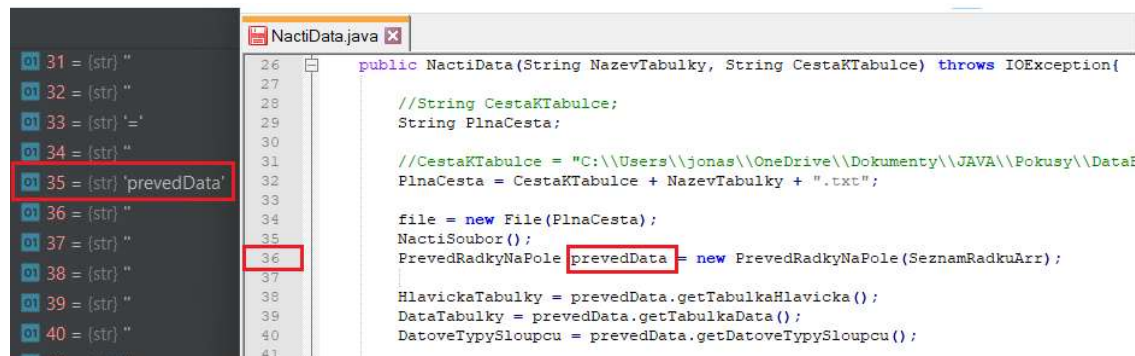 31 = {str} ''
32 = {str} ''
33 = {str} '='
34 = {str} ''
35 = {str} 'prevedData'
36 = {str} ''
37 = {str} ''
38 = {str} ''
39 = {str} ''
40 = {str} ''
NactiData.java
26 public NactiData(String NazevTabulky, String CestaKTabulce) throws IOException{
27
28 //String CestaKTabulce;
29 String PlnaCesta;
30
31 //CestaKTabulce = "C:\\Users\\jonas\\OneDrive\\Dokumenty\\JAVA\\Pokusy\\DataB
32 PlnaCesta = CestaKTabulce + NazevTabulky + ".txt";
33
34 file = new File(PlnaCesta);
35 NactiSoubor();
36 PrevedRadkyNaPole prevedData = new PrevedRadkyNaPole(SeznamRadkuArr);
37
38 HlavickaTabulky = prevedData.getTabulkaHlavicka();
39 DataTabulky = prevedData.getTabulkaData();
40 DatoveTypySloupcu = prevedData.getDatoveTypySloupcu();
41